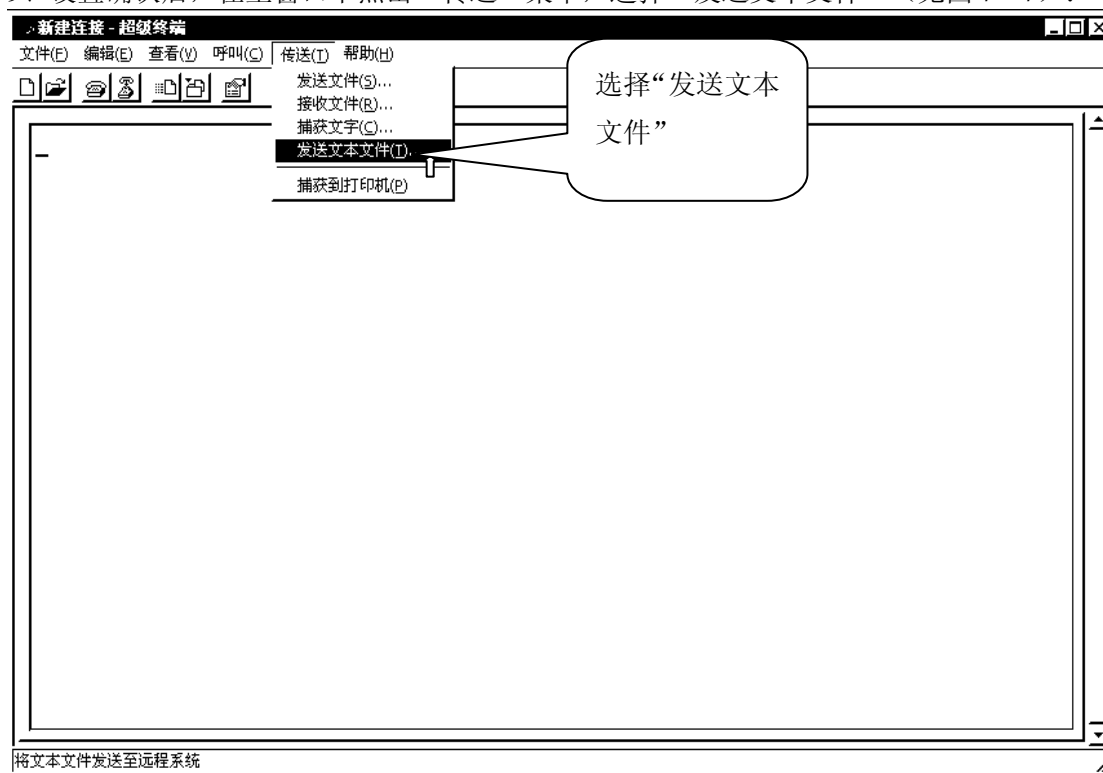 新建连接 - 超级终端
文件(F) 编辑(E) 查看(V) 呼叫(C) 传送(T) 帮助(H)
发送文件(S)...
接收文件(R)...
捕获文字(C)...
发送文本文件(T).
捕获到打印机(P)
选择“发送文本
文件”
将文本文件发送至远程系统